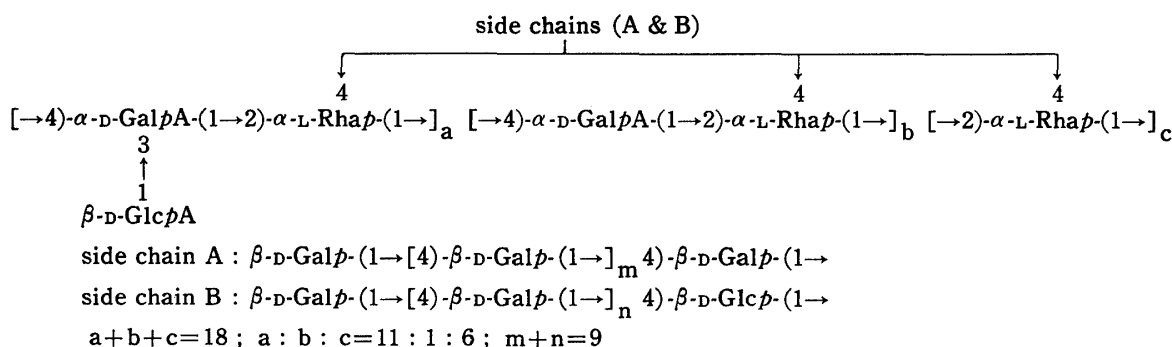 side chains (A & B)
4 4 4
[→4)-α-D-GalpA-(1→2)-α-L-Rhap-(1→]a [→4)-α-D-GalpA-(1→2)-α-L-Rhap-(1→]b [→2)-α-L-Rhap-(1→]c
3
↑
1
β-D-GlcpA
side chain A : β-D-Galp-(1→[4)-β-D-Galp-(1→]m 4)-β-D-Galp-(1→
side chain B : β-D-Galp-(1→[4)-β-D-Galp-(1→]n 4)-β-D-Glcp-(1→
a+b+c=18 ; a : b : c=11 : 1 : 6 ; m+n=9